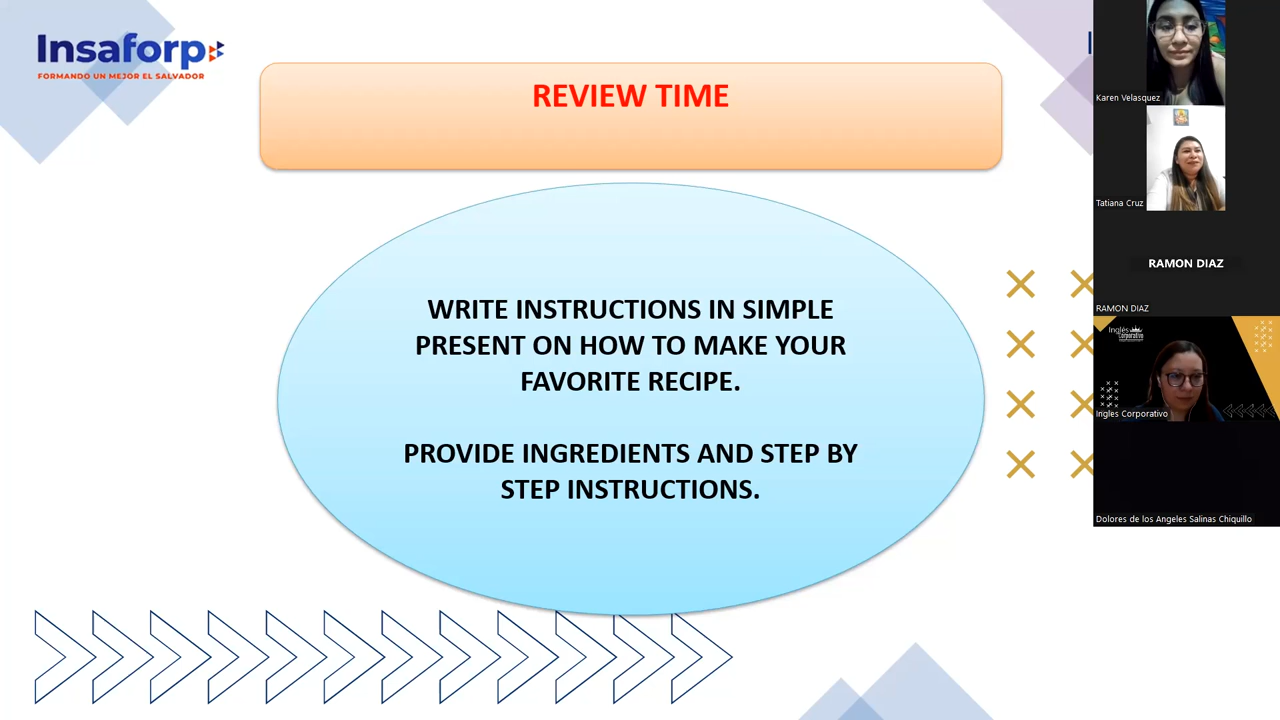 Insaforp
FORMANDO UN MEJOR EL SALVADOR
REVIEW TIME
WRITE INSTRUCTIONS IN SIMPLE
PRESENT ON HOW TO MAKE YOUR
FAVORITE RECIPE.
PROVIDE INGREDIENTS AND STEP BY
STEP INSTRUCTIONS.
Karen Velasquez
Tatiana Cruz
RAMON DIAZ
RAMON DIAZ
Inglés
Corporativo
Ingles Corporativo
Dolores de los Angeles Salinas Chiquillo